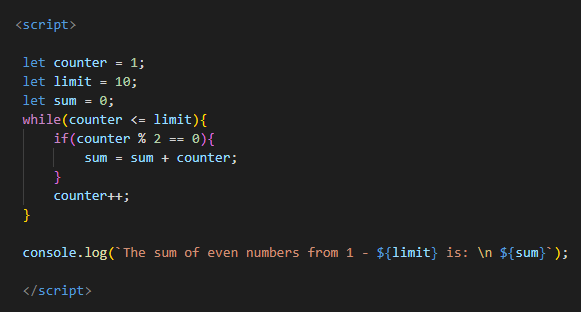 <script>
let counter = 1;
let limit = 10;
let sum = 0;
while(counter <= limit){
if(counter % 2 == 0){
sum = sum + counter;
}
counter++;
}
console.log(`The sum of even numbers from 1 - ${limit} is: \n ${sum}`);
</script>